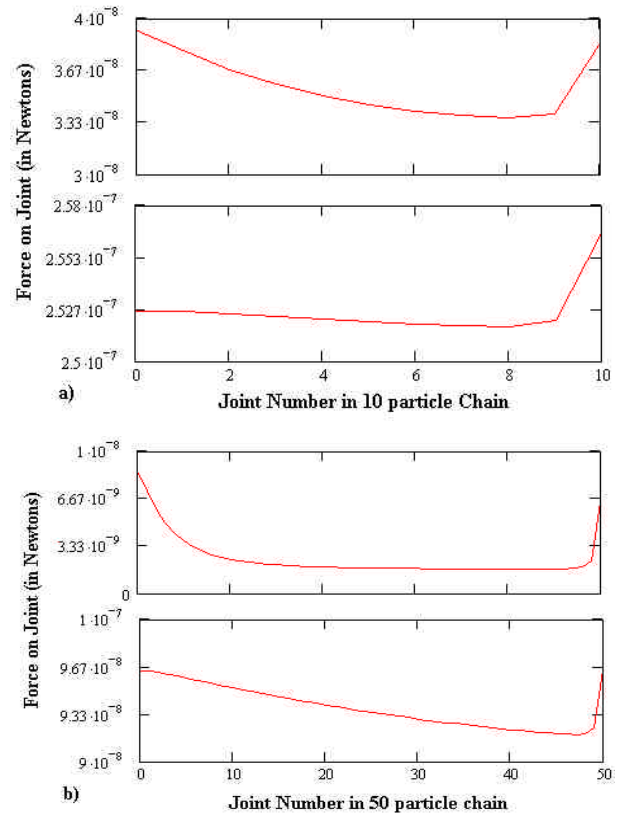 Force on Joint (in Newtons)
4·10⁻⁸
3.67·10⁻⁸
3.33·10⁻⁸
3·10⁻⁸
2.58·10⁻⁷
2.553·10⁻⁷
2.527·10⁻⁷
2.5·10⁻⁷
0 2 4 6 8 10
a)
Joint Number in 10 particle Chain
Force on Joint (in Newtons)
1·10⁻⁸
6.67·10⁻⁹
3.33·10⁻⁹
0
1·10⁻⁷
9.67·10⁻⁸
9.33·10⁻⁸
9·10⁻⁸
0 10 20 30 40 50
b)
Joint Number in 50 particle chain